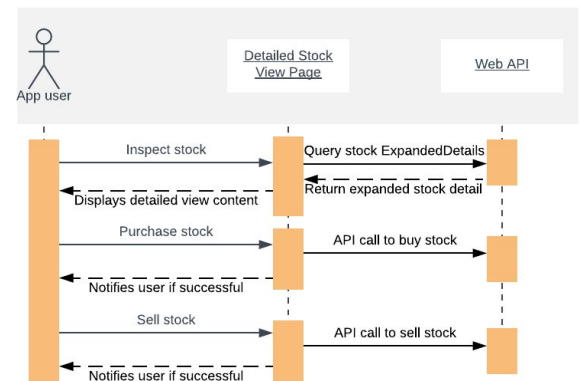 Detailed Stock
View Page
Web API
App user
Inspect stock
Query stock ExpandedDetails
Return expanded stock detail
Displays detailed view content
Purchase stock
API call to buy stock
Notifies user if successful
Sell stock
API call to sell stock
Notifies user if successful